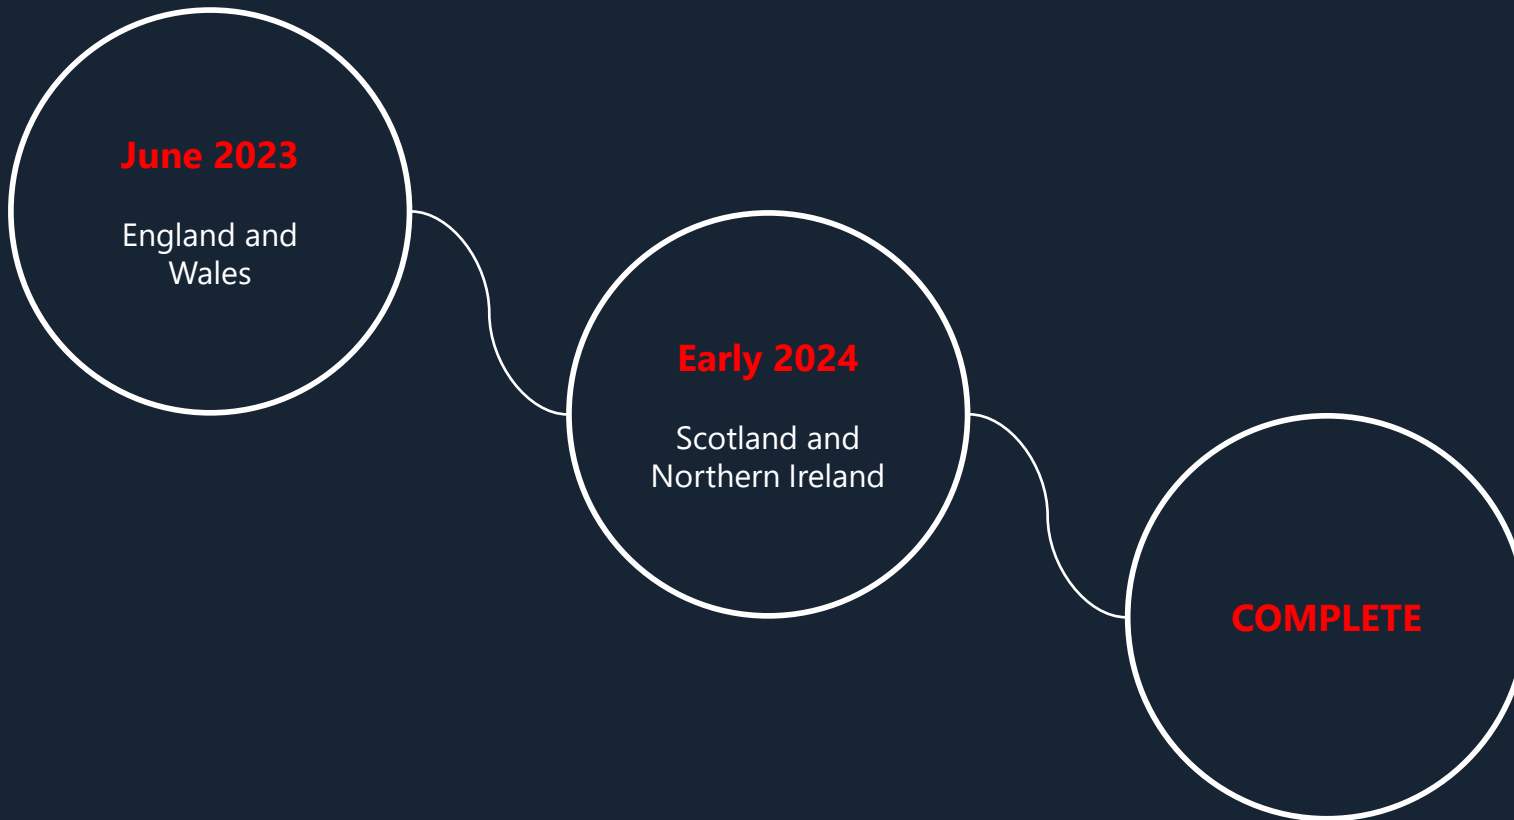 June 2023
England and
Wales
Early 2024
Scotland and
Northern Ireland
COMPLETE